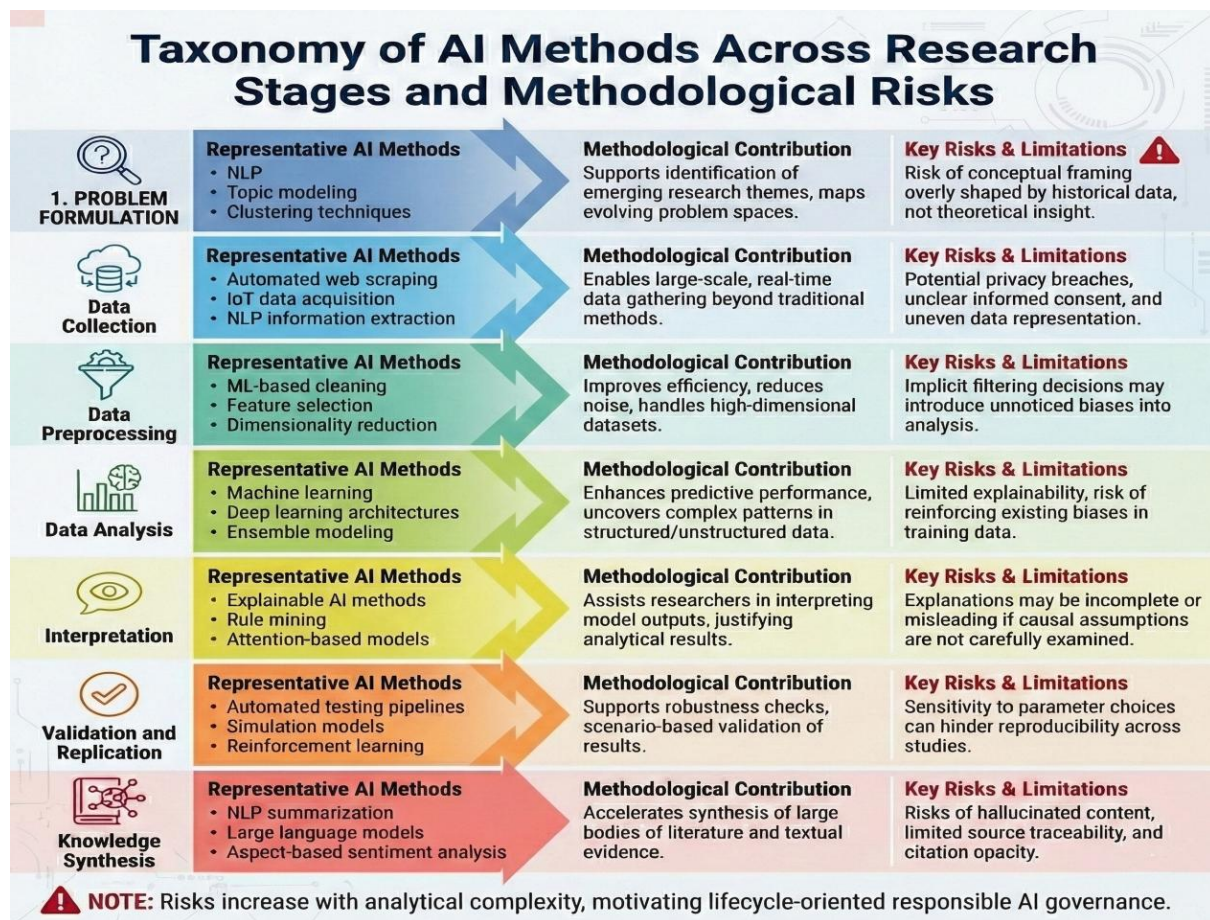 Taxonomy of AI Methods Across Research
Stages and Methodological Risks
1. PROBLEM
FORMULATION
Representative AI Methods
• NLP
• Topic modeling
• Clustering techniques
Methodological Contribution
Supports identification of
emerging research themes, maps
evolving problem spaces.
Key Risks & Limitations
Risk of conceptual framing
overly shaped by historical data,
not theoretical insight.
Data
Collection
Representative AI Methods
• Automated web scraping
• IoT data acquisition
• NLP information extraction
Methodological Contribution
Enables large-scale, real-time
data gathering beyond traditional
methods.
Key Risks & Limitations
Potential privacy breaches,
unclear informed consent, and
uneven data representation.
Data
Preprocessing
Representative AI Methods
• ML-based cleaning
• Feature selection
• Dimensionality reduction
Methodological Contribution
Improves efficiency, reduces
noise, handles high-dimensional
datasets.
Key Risks & Limitations
Implicit filtering decisions may
introduce unnoticed biases into
analysis.
Data Analysis
Representative AI Methods
• Machine learning
• Deep learning architectures
• Ensemble modeling
Methodological Contribution
Enhances predictive performance,
uncovers complex patterns in
structured/unstructured data.
Key Risks & Limitations
Limited explainability, risk of
reinforcing existing biases in
training data.
Interpretation
Representative AI Methods
• Explainable AI methods
• Rule mining
• Attention-based models
Methodological Contribution
Assists researchers in interpreting
model outputs, justifying
analytical results.
Key Risks & Limitations
Explanations may be incomplete or
misleading if causal assumptions
are not carefully examined.
Validation and
Replication
Representative AI Methods
• Automated testing pipelines
• Simulation models
• Reinforcement learning
Methodological Contribution
Supports robustness checks,
scenario-based validation of
results.
Key Risks & Limitations
Sensitivity to parameter choices
can hinder reproducibility across
studies.
Knowledge
Synthesis
Representative AI Methods
• NLP summarization
• Large language models
• Aspect-based sentiment analysis
Methodological Contribution
Accelerates synthesis of large
bodies of literature and textual
evidence.
Key Risks & Limitations
Risks of hallucinated content,
limited source traceability, and
citation opacity.
NOTE: Risks increase with analytical complexity, motivating lifecycle-oriented responsible AI governance.